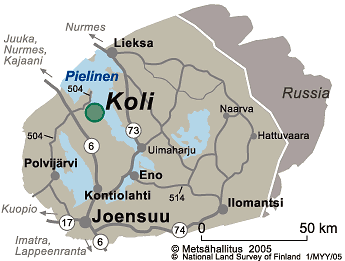 Juuka,
Nurmes,
Kajaani
Nurmes
Lieksa
Pielinen
504
Koli
Russia
73
Naarva
504
6
Uimaharju
Hattuvaara
Polvijärvi
Eno
Kontiolahti
514
Kuopio
17
Joensuu
Ilomantsi
74
6
0
50 km
Imatra,
Lappeenranta
© Metsähallitus 2005
© National Land Survey of Finland 1/MYY/05